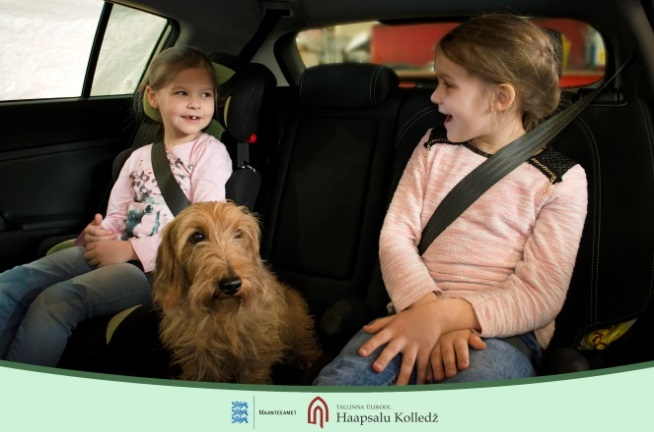 MAANTEEAMET
TALLINNA ÜLIKOOL
Haapsalu Kolledž